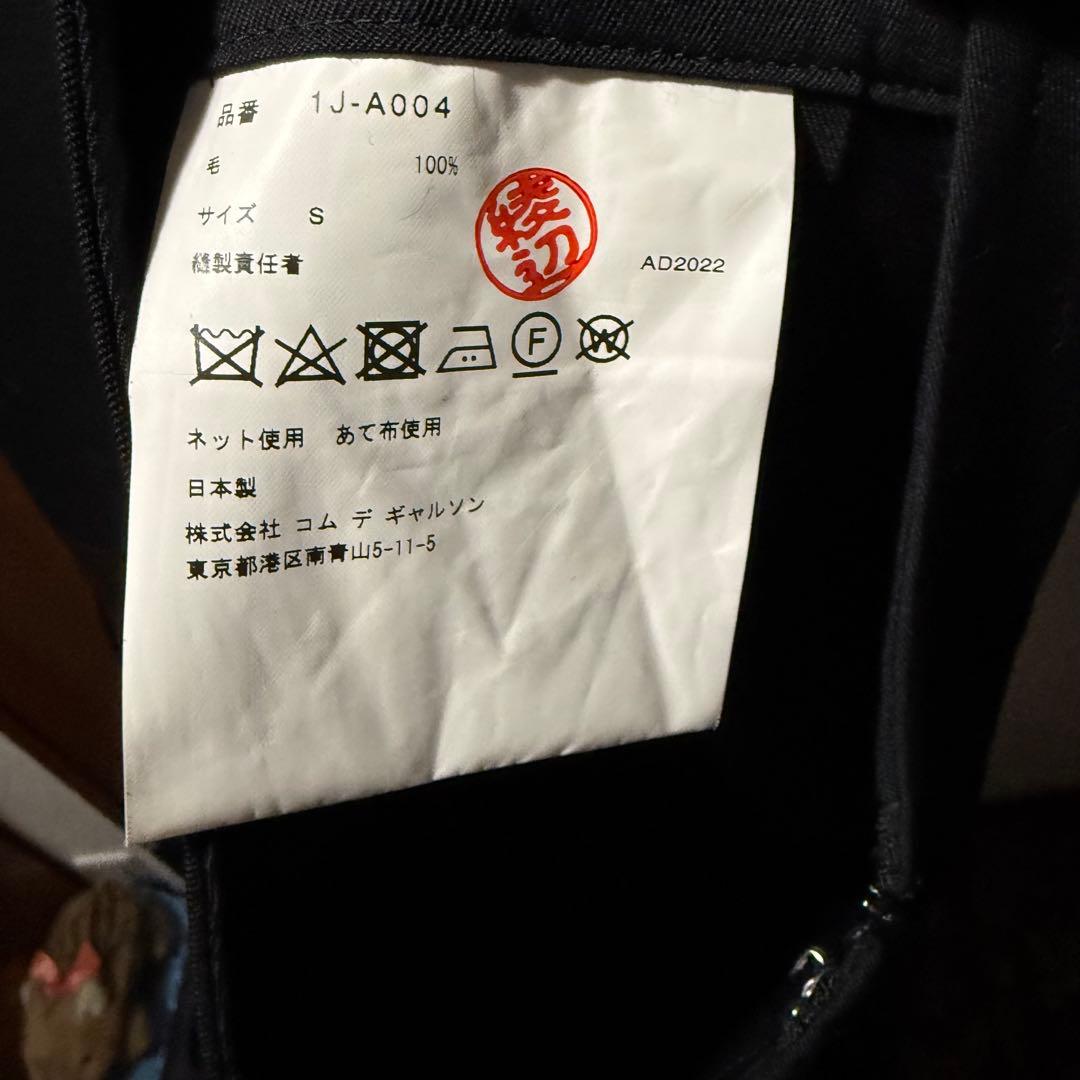 品番 1J-A004
毛 100%
サイズ S
縫製責任者
渡辺
AD2022
F
W
ネット使用 あて布使用
日本製
株式会社 コム デ ギャルソン
東京都港区南青山5-11-5